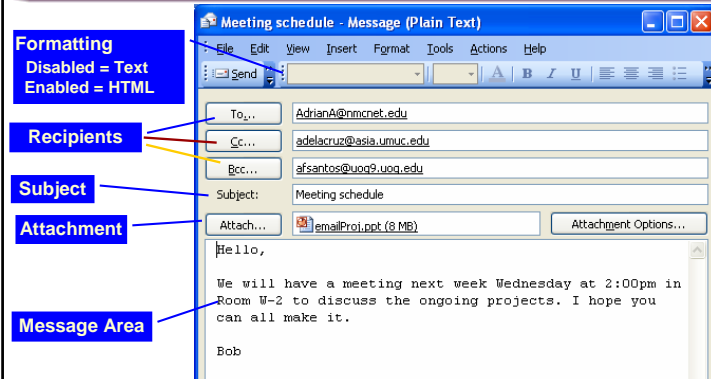 Meeting schedule - Message (Plain Text)
Formatting
Disabled = Text
Enabled = HTML
File Edit View Insert Format Tools Actions Help
Send A B I U
Recipients
To... AdrianA@nmcnet.edu
Cc... adelacruz@asia.umuc.edu
Bcc... afsantos@uog9.uog.edu
Subject
Subject: Meeting schedule
Attachment
Attach... emailProj.ppt (8 MB) Attachment Options...
Hello,
We will have a meeting next week Wednesday at 2:00pm in
Room W-2 to discuss the ongoing projects. I hope you
can all make it.
Message Area
Bob